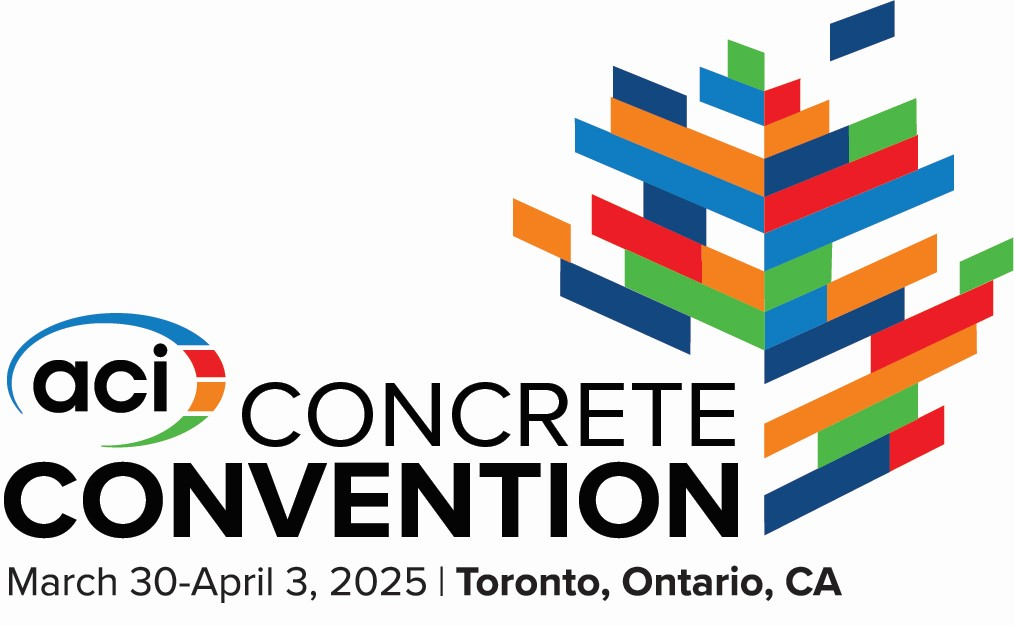 aci CONCRETE
CONVENTION
March 30-April 3, 2025 | Toronto, Ontario, CA